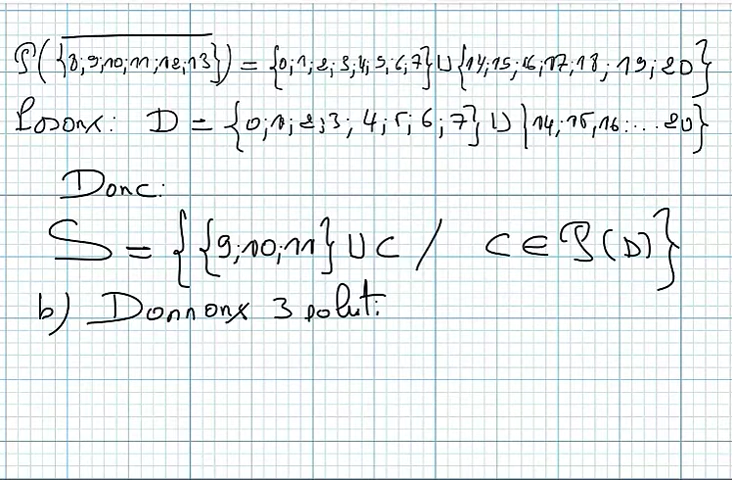 P({8;9;10;11;12;13}) = {0;1;2;3;4;5;6;7} ∪ {14;15;16;17;18;19;20}
Posons: D = {0;1;2;3;4;5;6;7} ∪ {14,15,16:...20}
Donc:
S = {{9;10;11} ∪ C / C ∈ P(D)}
b) Donnons 3 solut: